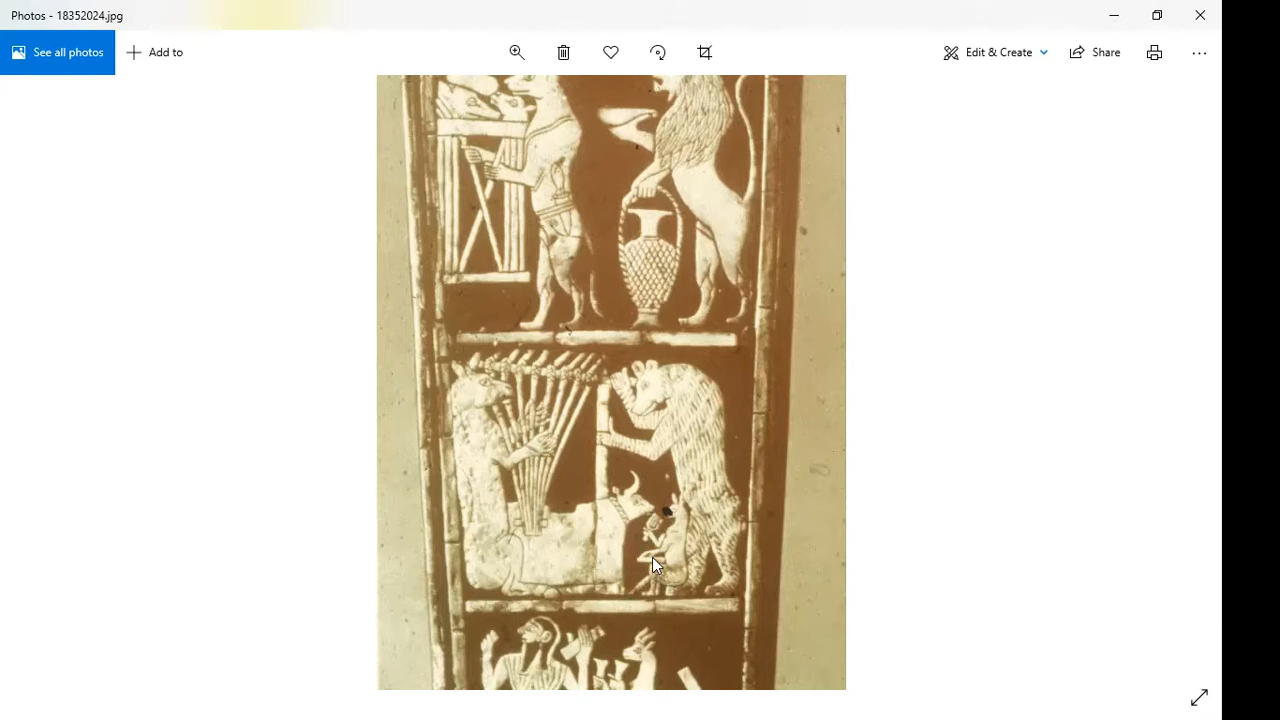 Photos - 18352024.jpg
See all photos
Add to
Edit & Create
Share